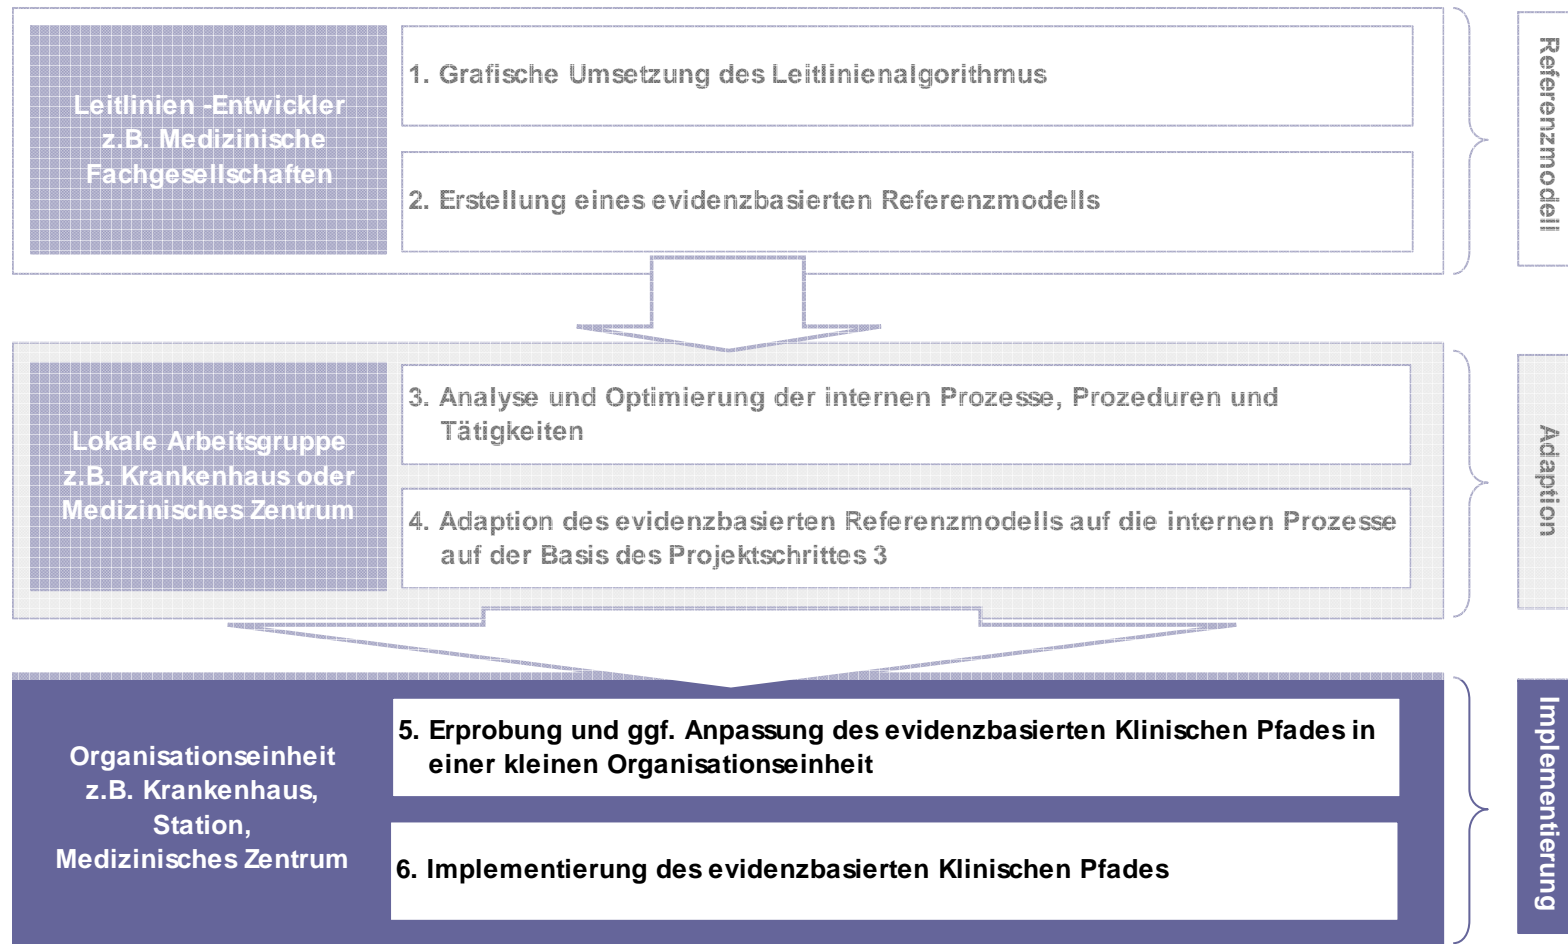 Leitlinien -Entwickler
z.B. Medizinische
Fachgesellschaften
1. Grafische Umsetzung des Leitlinienalgorithmus
2. Erstellung eines evidenzbasierten Referenzmodells
Referenzmodell
Lokale Arbeitsgruppe
z.B. Krankenhaus oder
Medizinisches Zentrum
3. Analyse und Optimierung der internen Prozesse, Prozeduren und
Tätigkeiten
4. Adaption des evidenzbasierten Referenzmodells auf die internen Prozesse
auf der Basis des Projektschrittes 3
Adaption
Organisationseinheit
z.B. Krankenhaus,
Station,
Medizinisches Zentrum
5. Erprobung und ggf. Anpassung des evidenzbasierten Klinischen Pfades in
einer kleinen Organisationseinheit
6. Implementierung des evidenzbasierten Klinischen Pfades
Implementierung